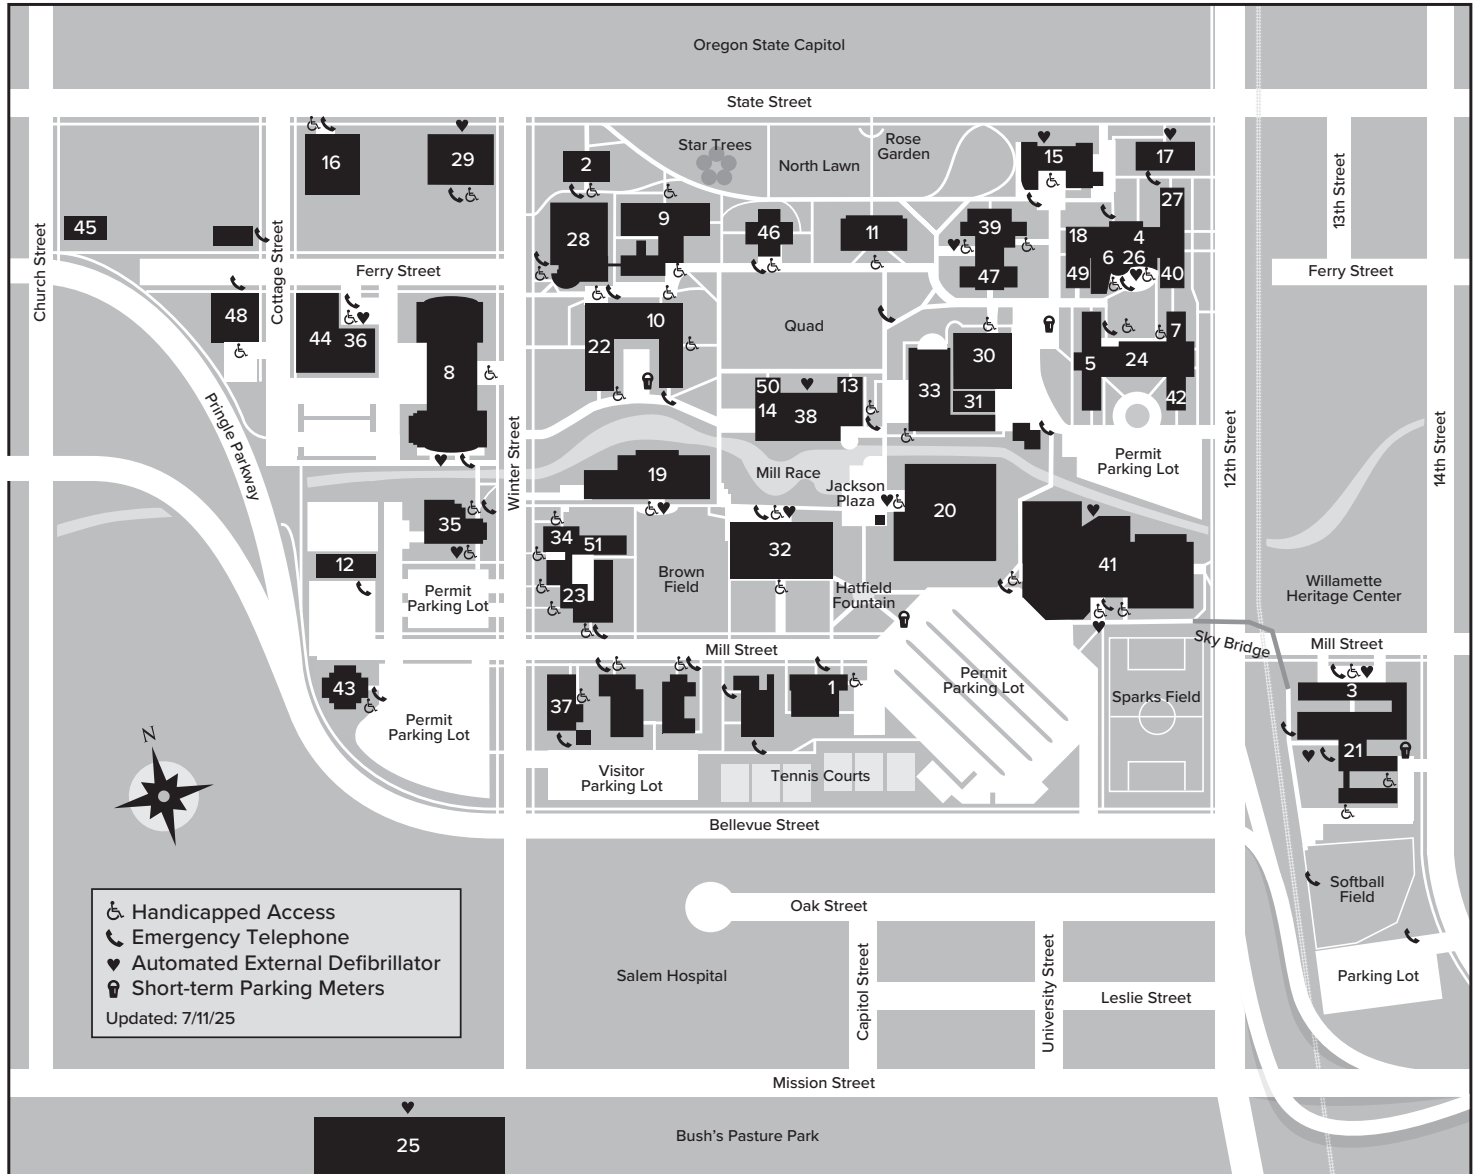 Oregon State Capitol
State Street
16
29
2
Star Trees
North Lawn
Rose
Garden
15
17
13th Street
45
28
9
46
11
39
47
27
18
4
6
26
49
40
Church Street
Cottage Street
Ferry Street
Ferry Street
48
44
36
8
10
22
Quad
30
33
31
7
5
24
42
50
13
14
38
Pringle Parkway
Winter Street
12th Street
14th Street
Permit
Parking Lot
19
Mill Race
Jackson
Plaza
20
35
34
51
32
41
12
Permit
Parking Lot
23
Brown
Field
Hatfield
Fountain
Willamette
Heritage Center
Mill Street
Sky Bridge
Mill Street
43
Permit
Parking Lot
37
1
Permit
Parking Lot
Sparks Field
3
21
N
Visitor
Parking Lot
Tennis Courts
Bellevue Street
Softball
Field
Handicapped Access
Emergency Telephone
Automated External Defibrillator
Short-term Parking Meters
Updated: 7/11/25
Oak Street
Salem Hospital
Capitol Street
University Street
Leslie Street
Parking Lot
Mission Street
25
Bush's Pasture Park